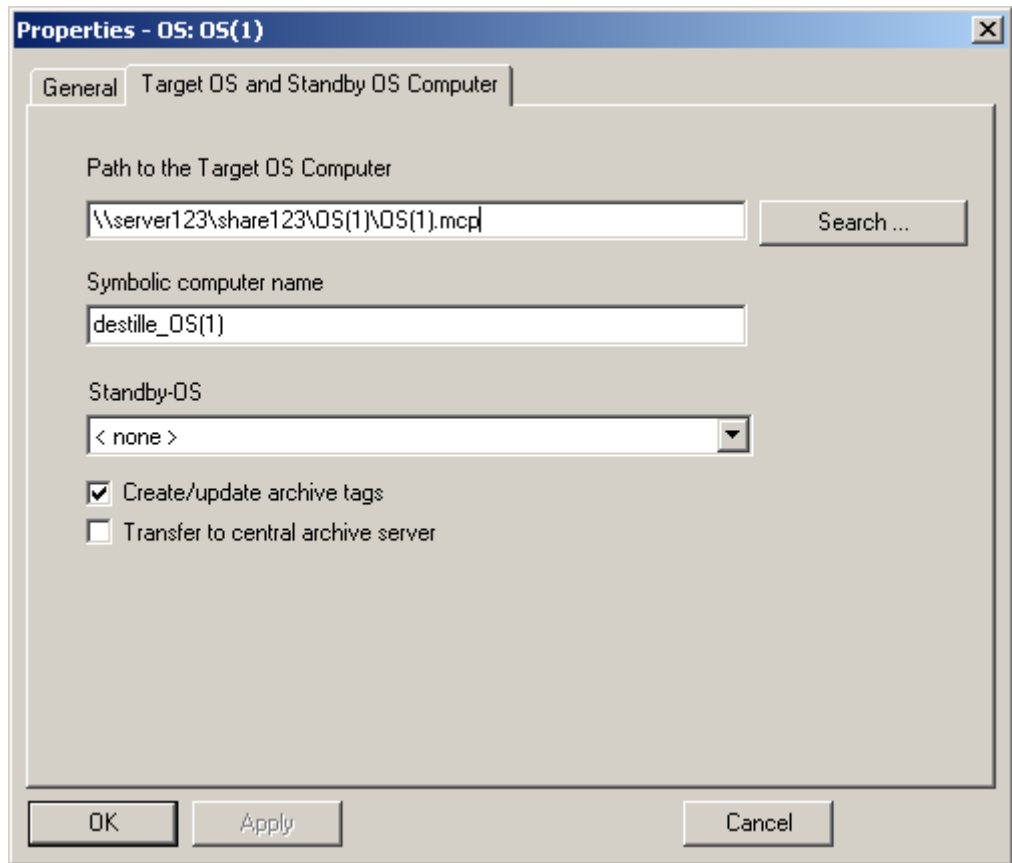 Properties - OS: OS(1)
General
Target OS and Standby OS Computer
Path to the Target OS Computer
\\server123\share123\OS(1)\OS(1).mcp
Search ...
Symbolic computer name
destille_OS(1)
Standby-OS
< none >
Create/update archive tags
Transfer to central archive server
OK
Apply
Cancel